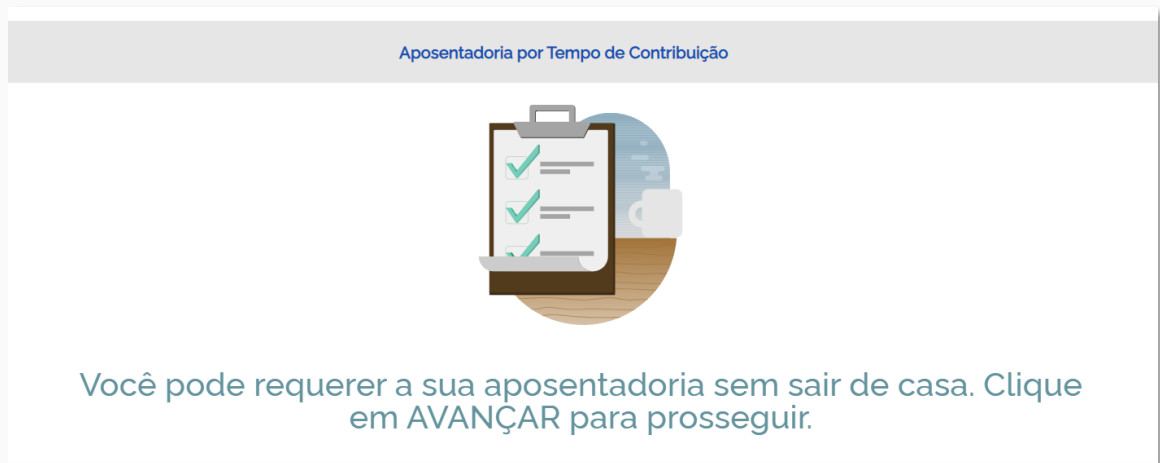 Aposentadoria por Tempo de Contribuição
Você pode requerer a sua aposentadoria sem sair de casa. Clique
em AVANÇAR para prosseguir.